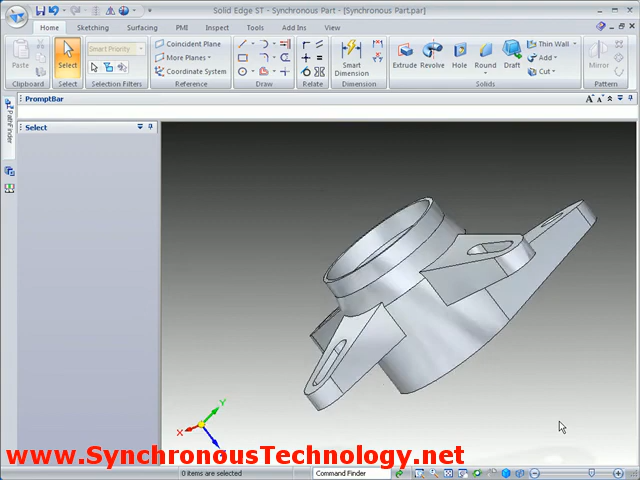 Solid Edge ST - Synchronous Part - [Synchronous Part.par]
Home Sketching Surfacing PMI Inspect Tools Add-Ins View
Paste
Clipboard
Select
Select
Smart Priority
Selection Filters
Coincident Plane
More Planes
Coordinate System
Reference
Draw
Smart Dimension
Dimension
Extrude Revolve Hole Round Draft
Thin Wall
Add
Cut
Solids
Mirror
Pattern
PromptBar
PathFinder
Select
Y
X
www.SynchronousTechnology.net
0 items are selected
Command Finder